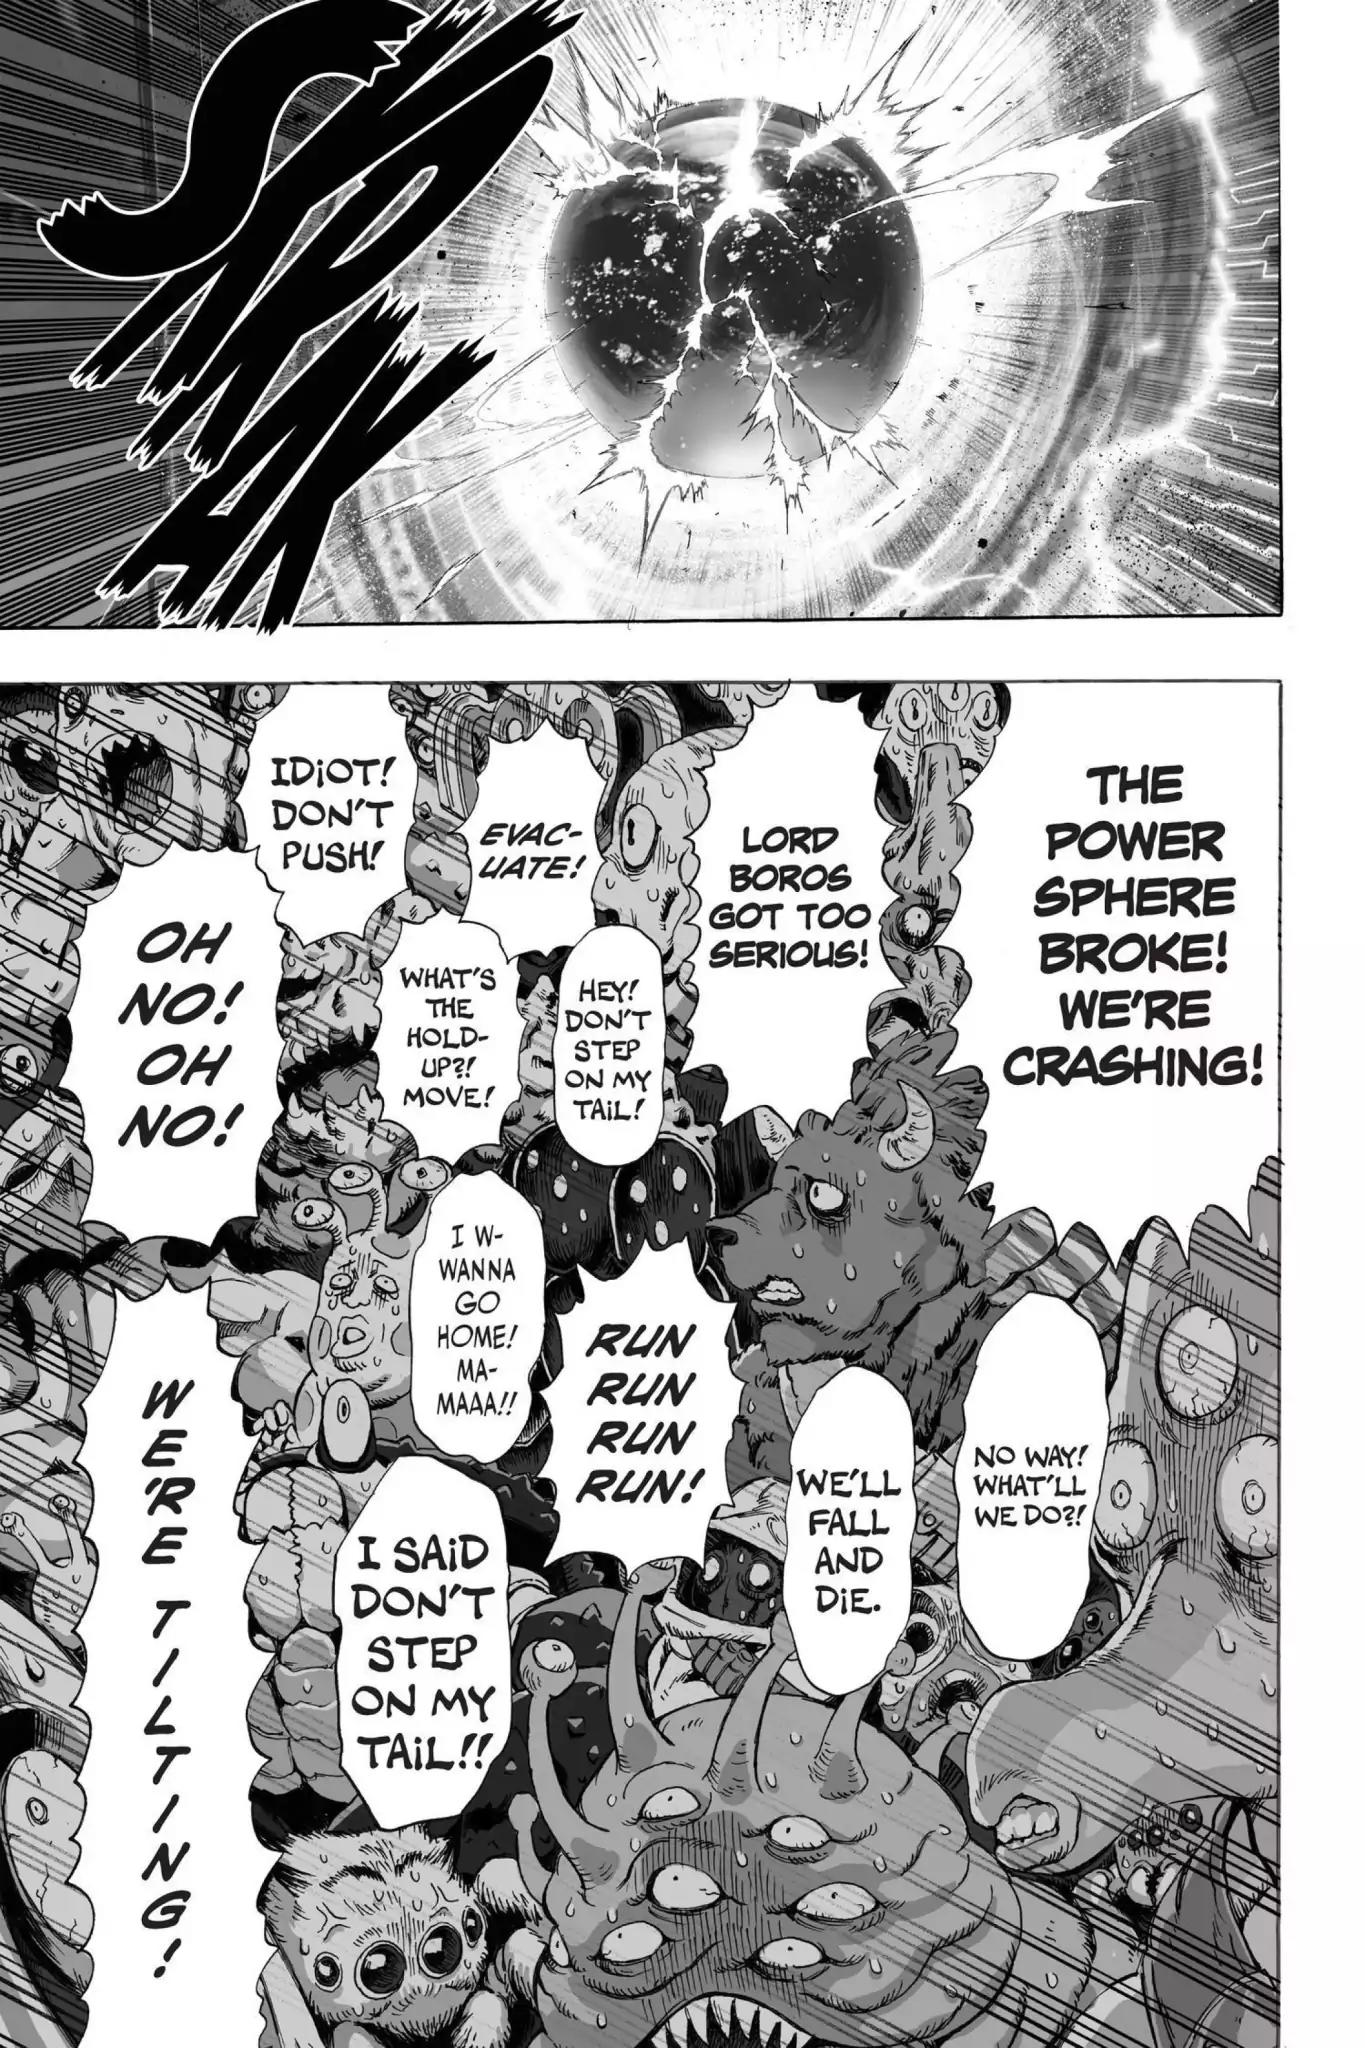 SPRAK
THE
POWER
SPHERE
BROKE!
WE'RE
CRASHING!
LORD
BOROS
GOT TOO
SERIOUS!
EVAC-
UATE!
IDIOT!
DON'T
PUSH!
HEY!
DON'T
STEP
ON MY
TAIL!
WHAT'S
THE
HOLD-
UP?!
MOVE!
OH
NO!
OH
NO!
NO WAY!
WHAT'LL
WE DO?!
WE'LL
FALL
AND
DIE.
RUN
RUN
RUN
RUN!
I W-
WANNA
GO
HOME!
MA-
MAAA!!
I SAID
DON'T
STEP
ON MY
TAIL!!
WE'RE TILTING!